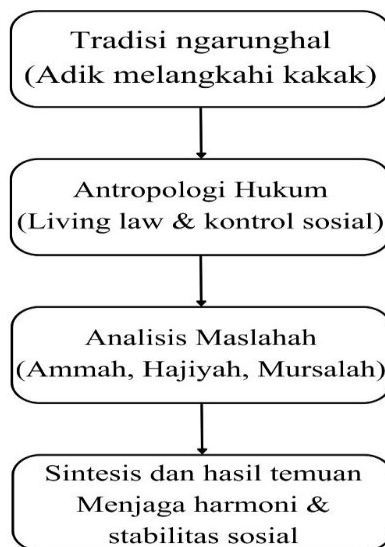 Tradisi ngarunghal
(Adik melangkahi kakak)
Antropologi Hukum
(Living law & kontrol sosial)
Analisis Maslahah
(Ammah, Hajiyah, Mursalah)
Sintesis dan hasil temuan
Menjaga harmoni &
stabilitas sosial